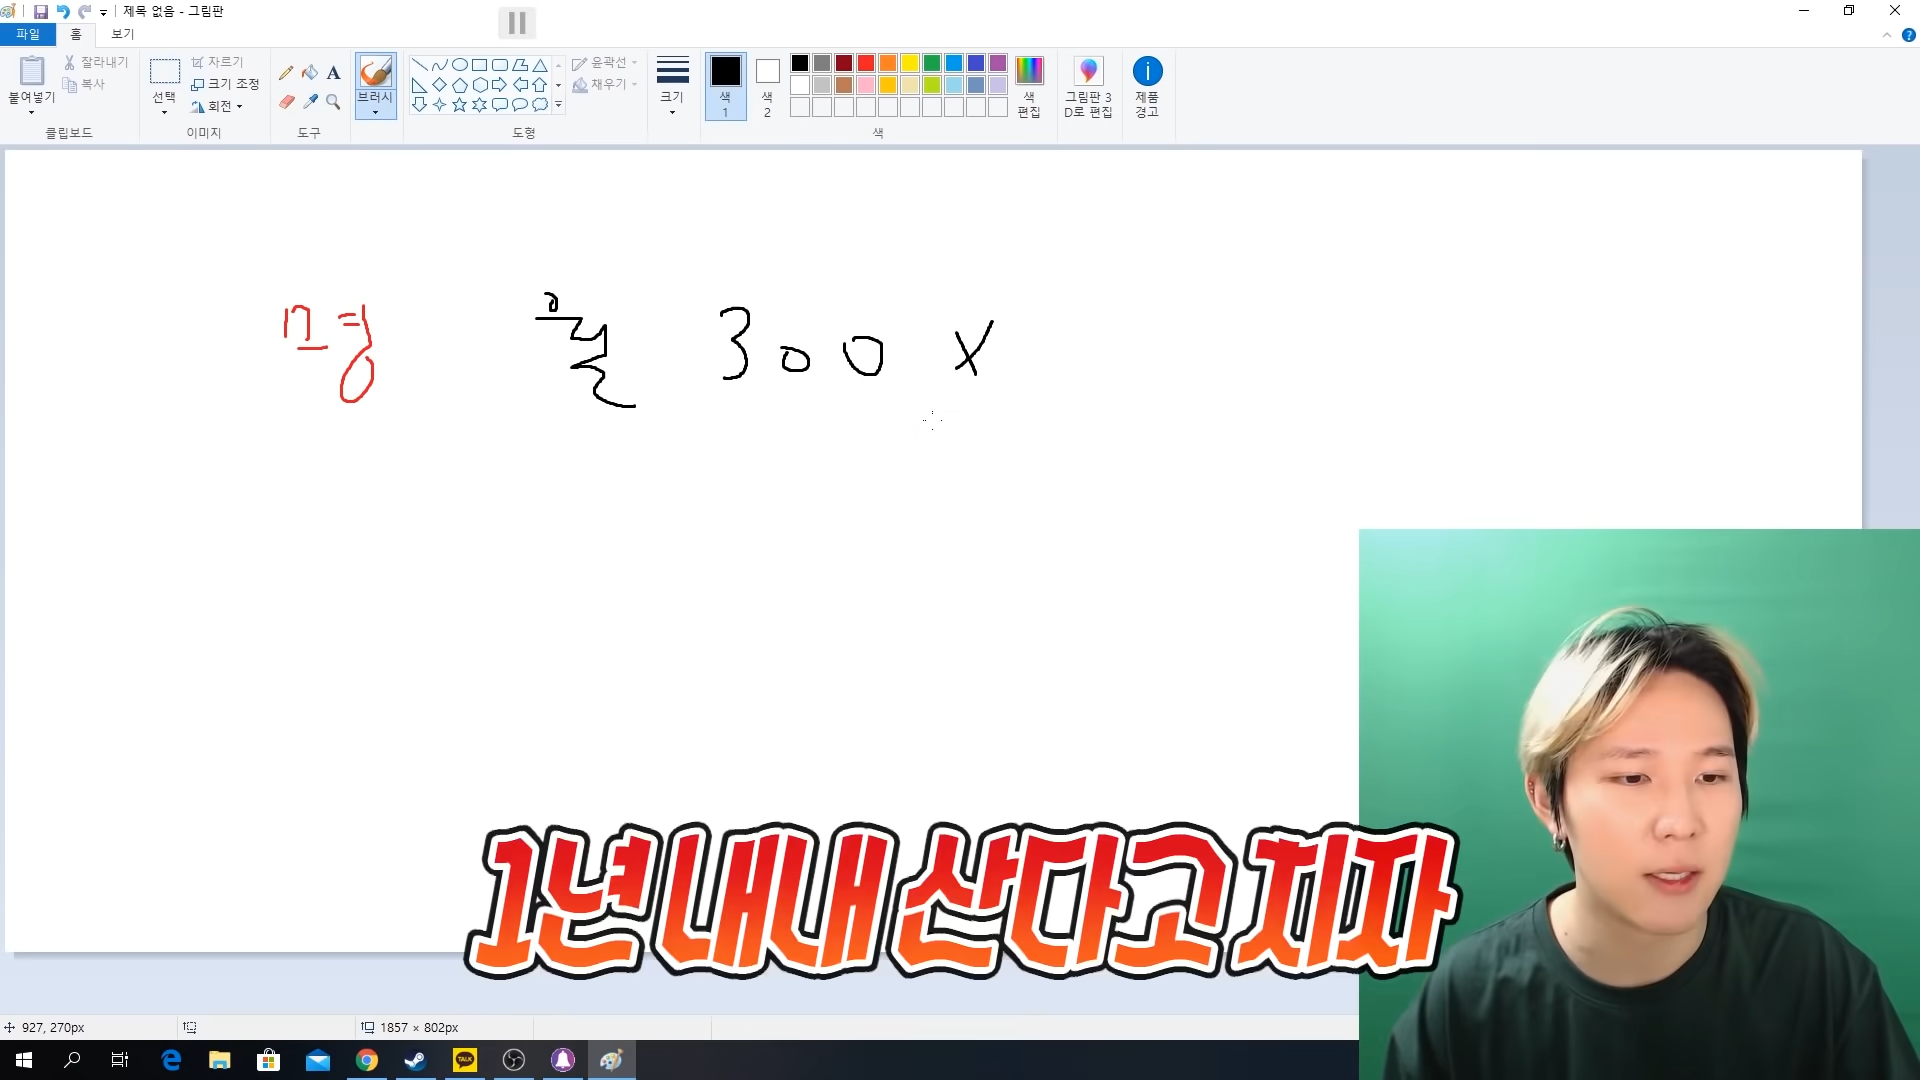 제목 없음 - 그림판
파일 홈 보기
붙여넣기
잘라내기
복사
클립보드
선택
자르기
크기 조정
회전
이미지
A
도구
브러시
윤곽선
채우기
도형
크기
색 1
색 2
색 편집
색
그림판 3D로 편집
제품 경고
월 300 X
1년 내내 산다고 치자
927, 270px
1857 × 802px
TALK